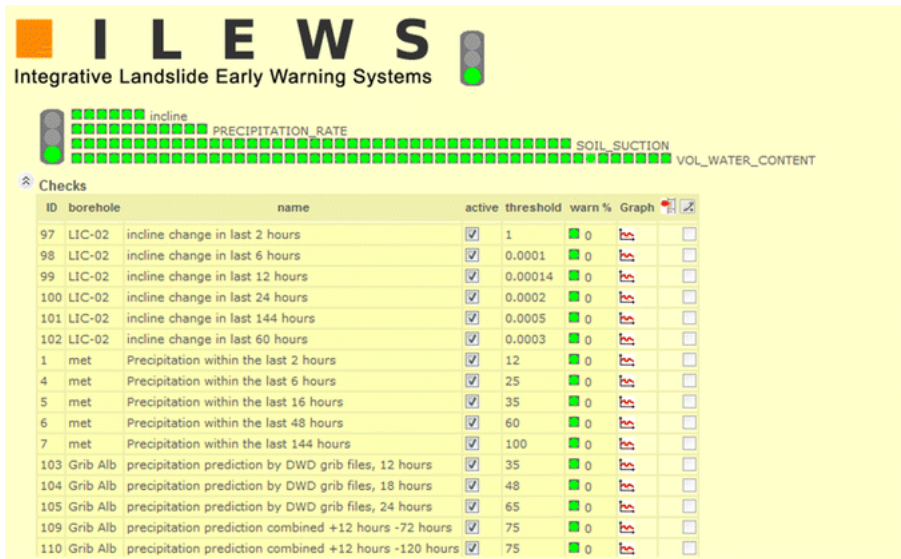 I L E W S
Integrative Landslide Early Warning Systems
incline
PRECIPITATION_RATE
SOIL_SUCTION
VOL_WATER_CONTENT
Checks
ID borehole name active threshold warn % Graph
97 LIC-02 incline change in last 2 hours 1 0
98 LIC-02 incline change in last 6 hours 0.0001 0
99 LIC-02 incline change in last 12 hours 0.00014 0
100 LIC-02 incline change in last 24 hours 0.0002 0
101 LIC-02 incline change in last 144 hours 0.0005 0
102 LIC-02 incline change in last 60 hours 0.0003 0
1 met Precipitation within the last 2 hours 12 0
4 met Precipitation within the last 6 hours 25 0
5 met Precipitation within the last 16 hours 35 0
6 met Precipitation within the last 48 hours 60 0
7 met Precipitation within the last 144 hours 100 0
103 Grib Alb precipitation prediction by DWD grib files, 12 hours 35 0
104 Grib Alb precipitation prediction by DWD grib files, 18 hours 48 0
105 Grib Alb precipitation prediction by DWD grib files, 24 hours 65 0
109 Grib Alb precipitation prediction combined +12 hours -72 hours 75 0
110 Grib Alb precipitation prediction combined +12 hours -120 hours 75 0